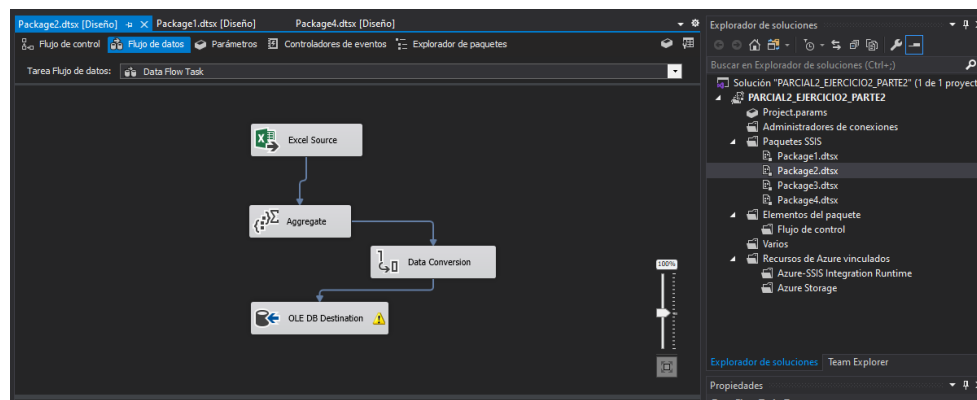 Package2.dtsx [Diseño]
Package1.dtsx [Diseño]
Package4.dtsx [Diseño]
Flujo de control
Flujo de datos
Parámetros
Controladores de eventos
Explorador de paquetes
Tarea Flujo de datos:
Data Flow Task
Excel Source
Aggregate
Data Conversion
OLE DB Destination
100%
Explorador de soluciones
Buscar en Explorador de soluciones (Ctrl+;)
Solución "PARCIAL2_EJERCICIO2_PARTE2" (1 de 1 proyect
PARCIAL2_EJERCICIO2_PARTE2
Project.params
Administradores de conexiones
Paquetes SSIS
Package1.dtsx
Package2.dtsx
Package3.dtsx
Package4.dtsx
Elementos del paquete
Flujo de control
Varios
Recursos de Azure vinculados
Azure-SSIS Integration Runtime
Azure Storage
Explorador de soluciones
Team Explorer
Propiedades